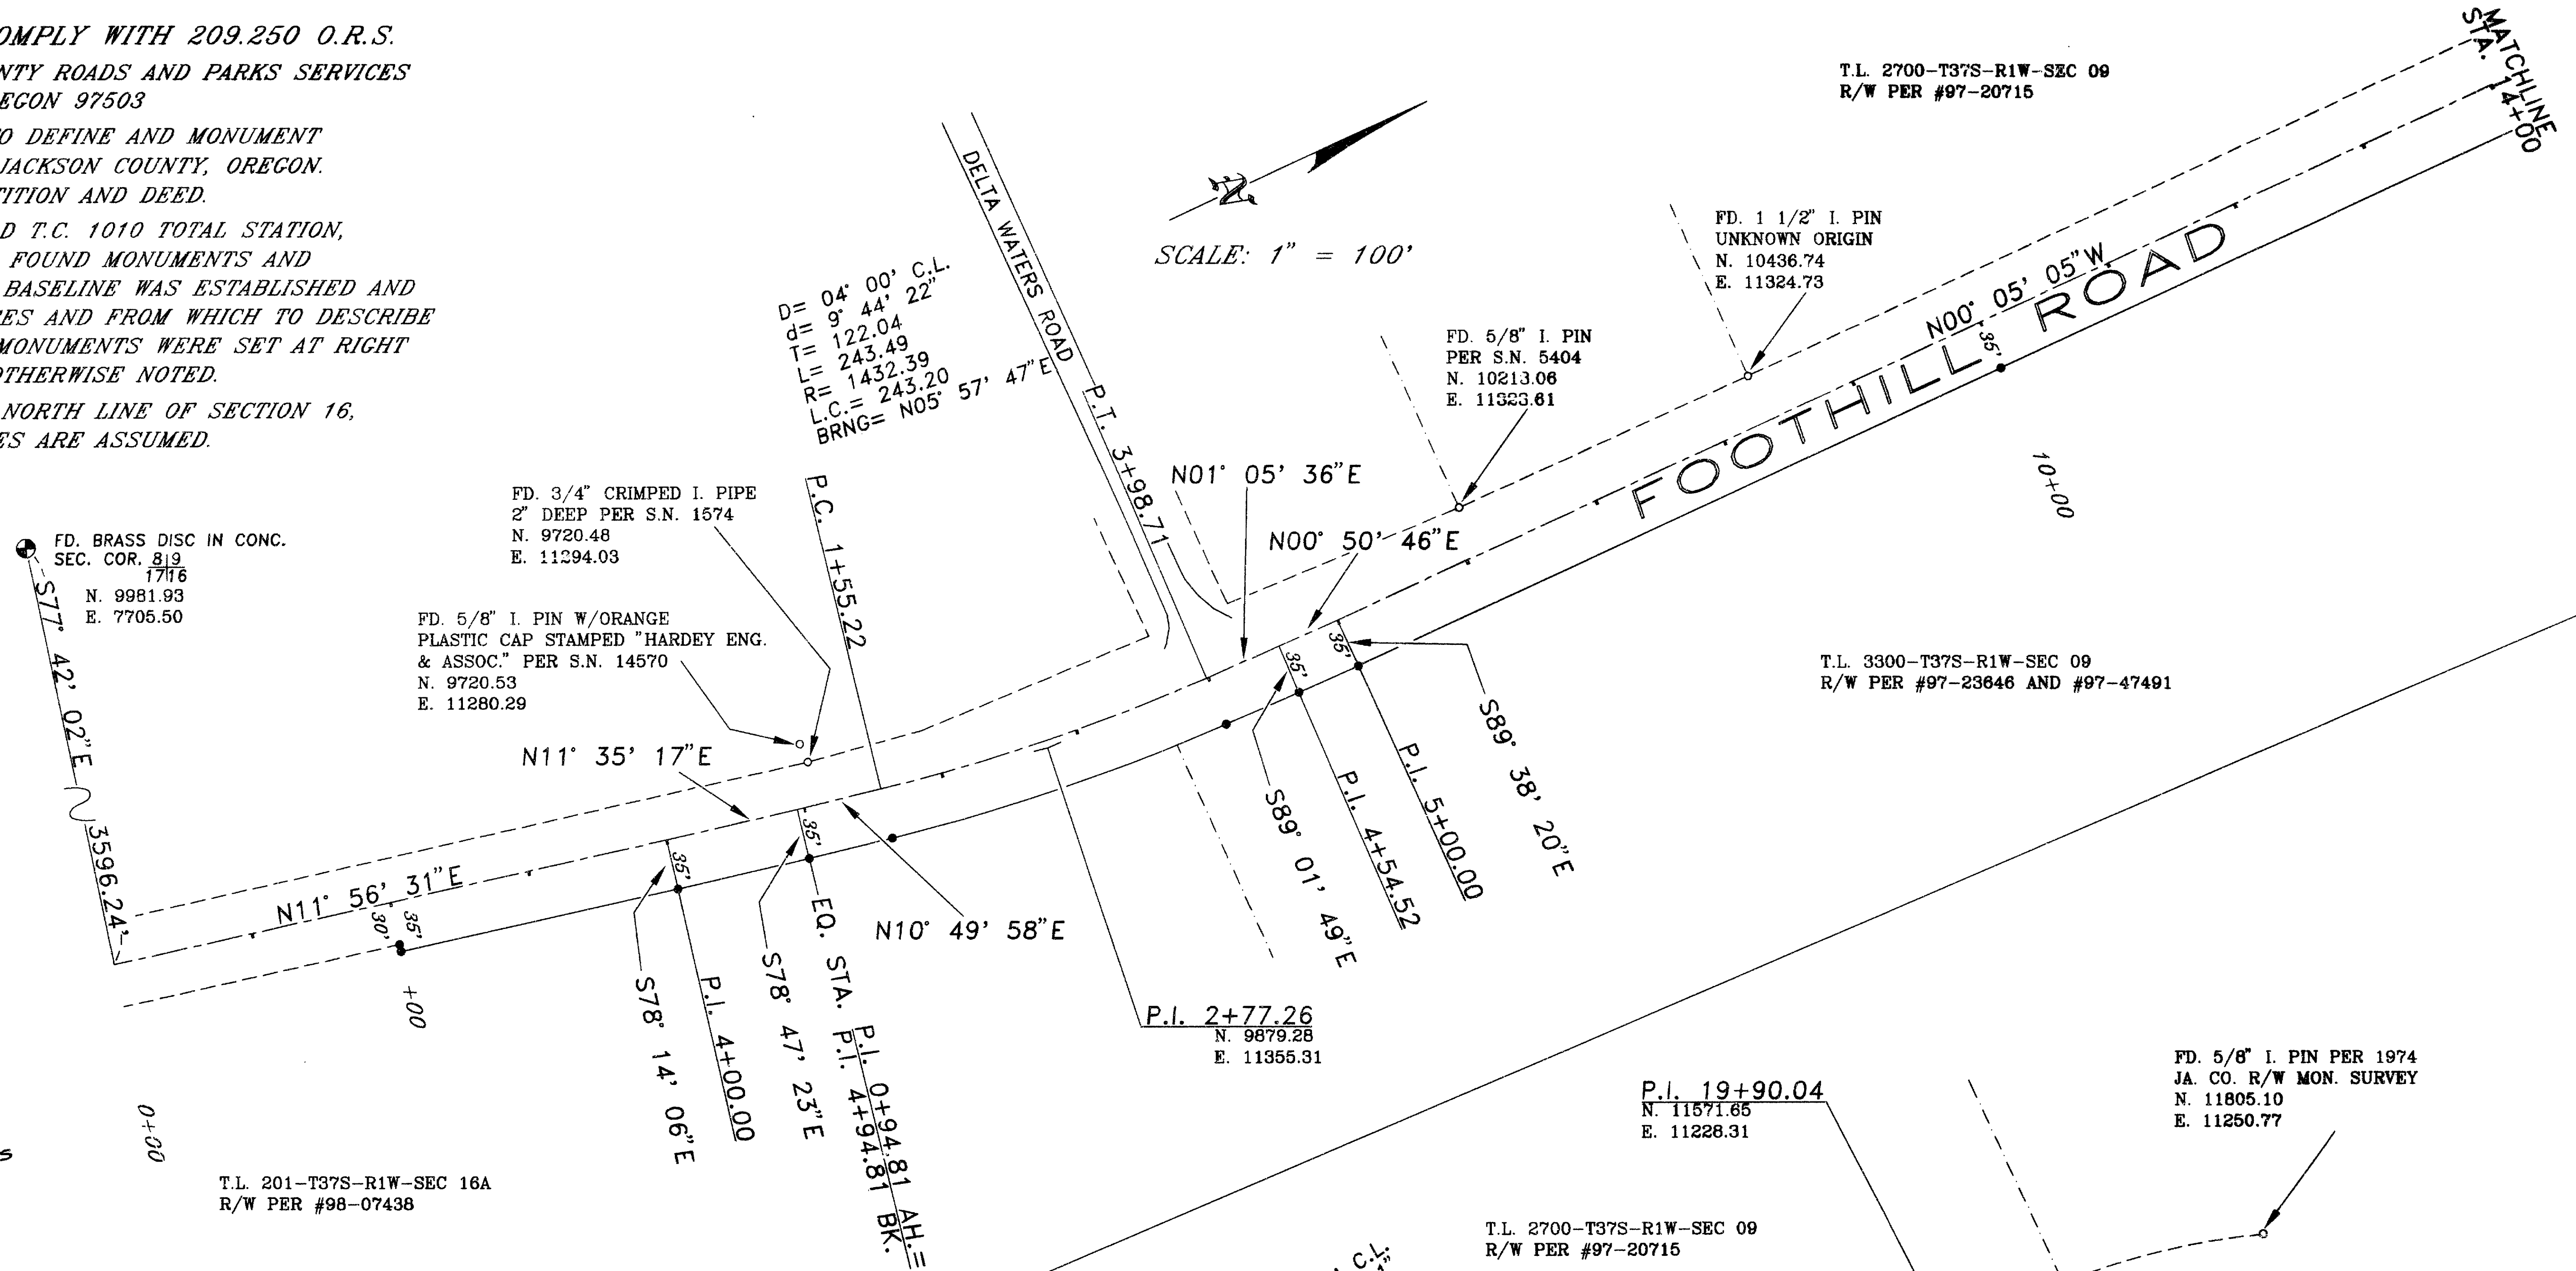 OMPLY WITH 209.250 O.R.S.
NTY ROADS AND PARKS SERVICES
EGON 97503
O DEFINE AND MONUMENT
JACKSON COUNTY, OREGON.
TITION AND DEED.
D T.C. 1010 TOTAL STATION,
FOUND MONUMENTS AND
BASELINE WAS ESTABLISHED AND
ES AND FROM WHICH TO DESCRIBE
MONUMENTS WERE SET AT RIGHT
OTHERWISE NOTED.
NORTH LINE OF SECTION 16,
ES ARE ASSUMED.
FD. BRASS DISC IN CONC.
SEC. COR. 8|9
17|16
N. 9981.93
E. 7705.50
S77° 42' 02"E
3596.24'
FD. 3/4" CRIMPED I. PIPE
2" DEEP PER S.N. 1574
N. 9720.48
E. 11294.03
FD. 5/8" I. PIN W/ORANGE
PLASTIC CAP STAMPED "HARDEY ENG.
& ASSOC." PER S.N. 14570
N. 9720.53
E. 11280.29
D= 04° 00' C.L.
d= 9° 44' 22"
T= 122.04
L= 243.49
R= 1432.39
L.C.= 243.20
BRNG= N05° 57' 47"E
DELTA WATERS ROAD
P.C. 1+55.22
P.T. 3+98.71
N
SCALE: 1" = 100'
T.L. 2700-T37S-R1W-SEC 09
R/W PER #97-20715
MATCHLINE
STA. 14+00
FD. 1 1/2" I. PIN
UNKNOWN ORIGIN
N. 10436.74
E. 11324.73
FD. 5/8" I. PIN
PER S.N. 5404
N. 10213.06
E. 11323.61
N00° 05' 05"W
35'
FOOTHILL ROAD
10+00
N01° 05' 36"E
N00° 50' 46"E
35'
35'
S89° 38' 20"E
P.I. 5+00.00
P.I. 4+54.52
S89° 01' 49"E
T.L. 3300-T37S-R1W-SEC 09
R/W PER #97-23646 AND #97-47491
N11° 35' 17"E
N11° 56' 31"E
30'
35'
35'
35'
N10° 49' 58"E
+00
0+00
S78° 14' 06"E
P.I. 4+00.00
S78° 47' 23"E
EQ. STA. P.I. 0+94.81 AH.=
P.I. 4+94.81 BK.
P.I. 2+77.26
N. 9879.28
E. 11355.31
P.I. 19+90.04
N. 11571.65
E. 11228.31
FD. 5/8" I. PIN PER 1974
JA. CO. R/W MON. SURVEY
N. 11805.10
E. 11250.77
S
T.L. 201-T37S-R1W-SEC 16A
R/W PER #98-07438
T.L. 2700-T37S-R1W-SEC 09
R/W PER #97-20715
C.L.